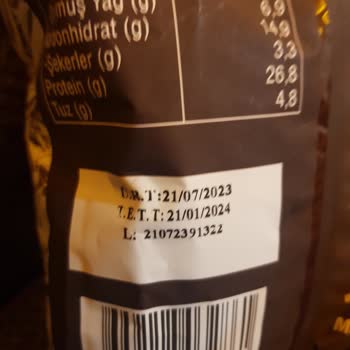 Yağ (g) 6,9
14,9
Şekerler (g) 3,3
Protein (g) 26,8
Tuz (g) 4,8
Ü.R.T:21/07/2023
T.E.T.T:21/01/2024
L: 21072391322